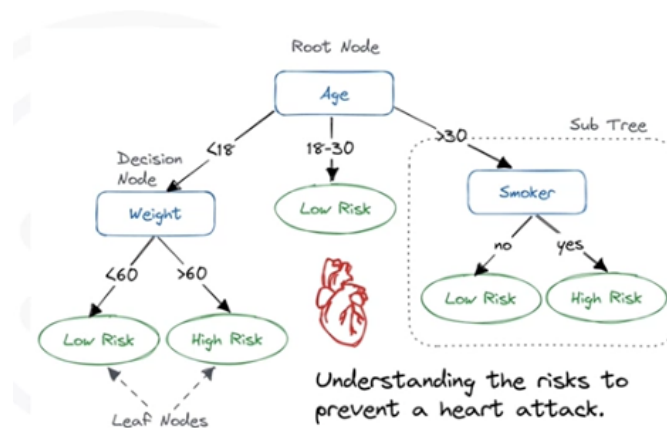 Root Node
Age
<18
18-30
>30
Sub Tree
Decision
Node
Weight
Low Risk
Smoker
<60
>60
no
yes
Low Risk
High Risk
Low Risk
High Risk
Leaf Nodes
Understanding the risks to
prevent a heart attack.